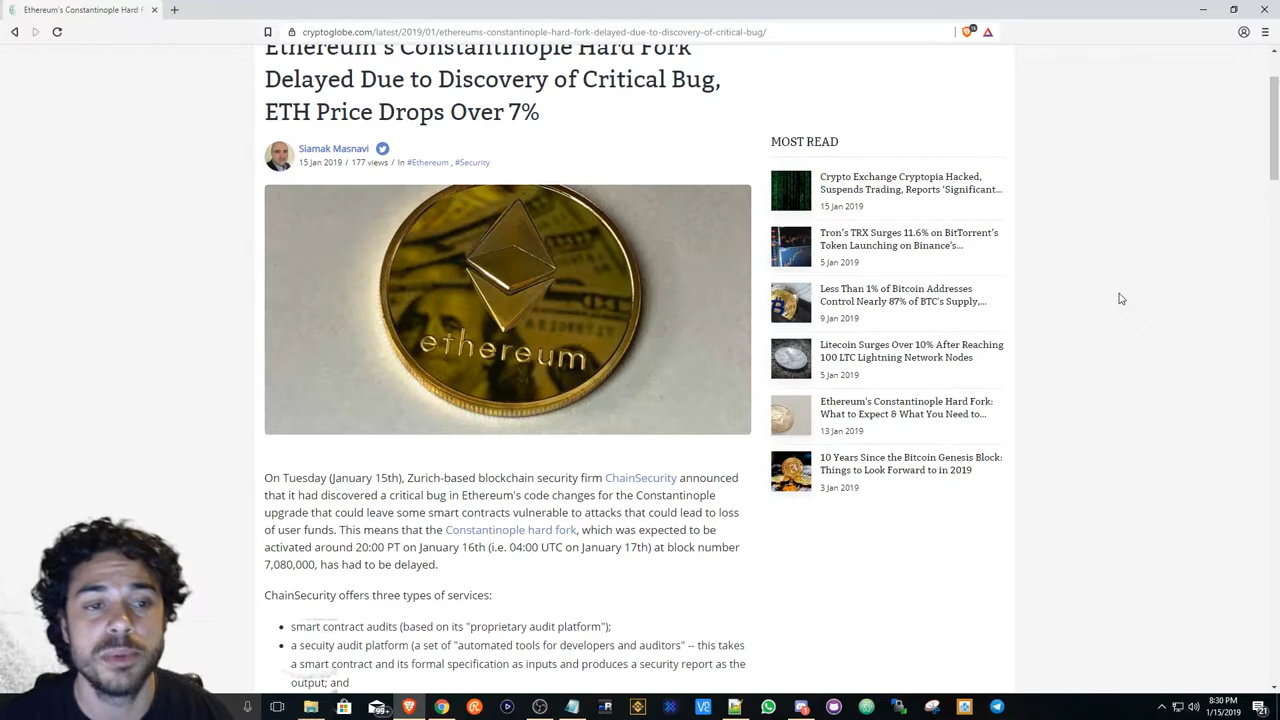 Ethereum's Constantinople Hard F
cryptoglobe.com/latest/2019/01/ethereums-constantinople-hard-fork-delayed-due-to-discovery-of-critical-bug/
Ethereum's Constantinople Hard Fork
Delayed Due to Discovery of Critical Bug,
ETH Price Drops Over 7%
Siamak Masnavi
15 Jan 2019 / 177 views / In #Ethereum , #Security
ethereum
On Tuesday (January 15th), Zurich-based blockchain security firm ChainSecurity announced
that it had discovered a critical bug in Ethereum's code changes for the Constantinople
upgrade that could leave some smart contracts vulnerable to attacks that could lead to loss
of user funds. This means that the Constantinople hard fork, which was expected to be
activated around 20:00 PT on January 16th (i.e. 04:00 UTC on January 17th) at block number
7,080,000, has had to be delayed.
ChainSecurity offers three types of services:
• smart contract audits (based on its "proprietary audit platform");
• a secuity audit platform (a set of "automated tools for developers and auditors" -- this takes
a smart contract and its formal specification as inputs and produces a security report as the
output; and
MOST READ
Crypto Exchange Cryptopia Hacked,
Suspends Trading, Reports ‘Significant...
15 Jan 2019
Tron’s TRX Surges 11.6% on BitTorrent’s
Token Launching on Binance’s...
5 Jan 2019
Less Than 1% of Bitcoin Addresses
Control Nearly 87% of BTC’s Supply,...
9 Jan 2019
Litecoin Surges Over 10% After Reaching
100 LTC Lightning Network Nodes
5 Jan 2019
Ethereum's Constantinople Hard Fork:
What to Expect & What You Need to...
13 Jan 2019
10 Years Since the Bitcoin Genesis Block:
Things to Look Forward to in 2019
3 Jan 2019
99+
8:30 PM
1/15/2019